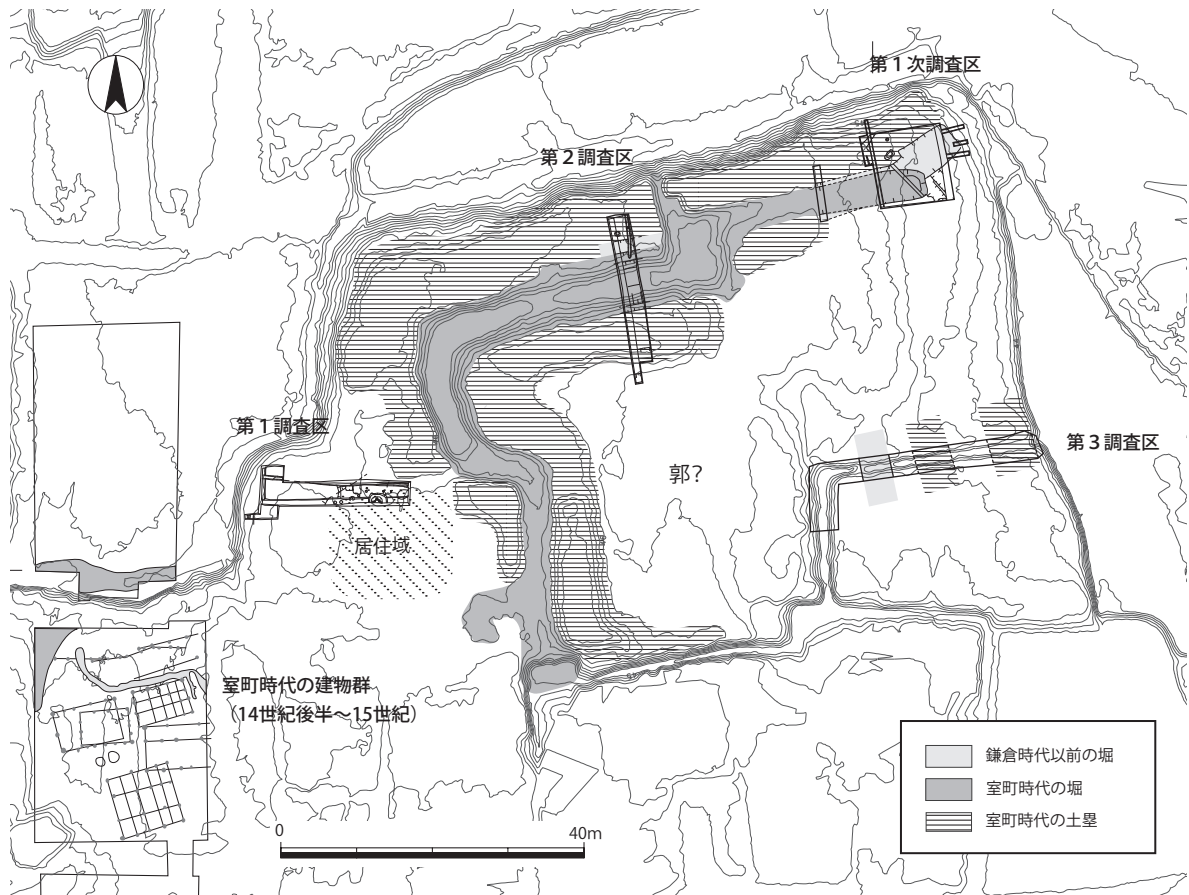 第１次調査区
第２調査区
第１調査区
第３調査区
郭？
居住域
室町時代の建物群
（14世紀後半～15世紀）
鎌倉時代以前の堀
室町時代の堀
室町時代の土塁
0
40m